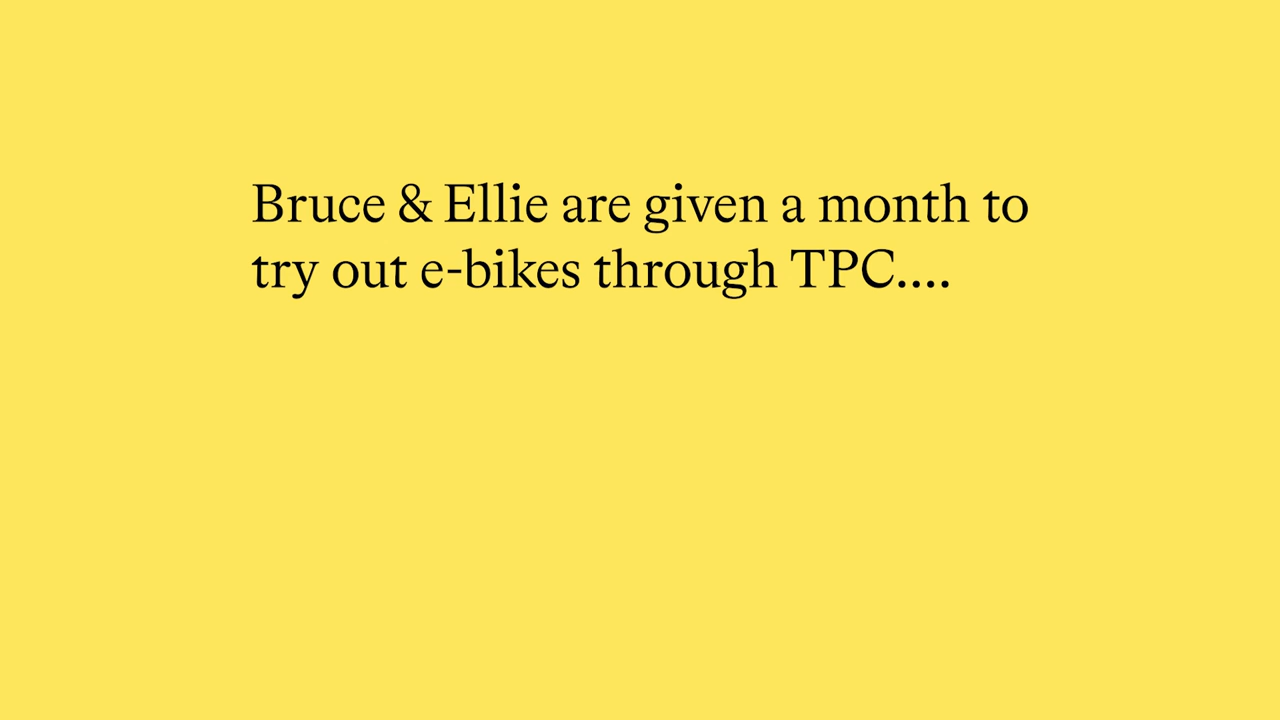 Bruce & Ellie are given a month to
try out e-bikes through TPC....